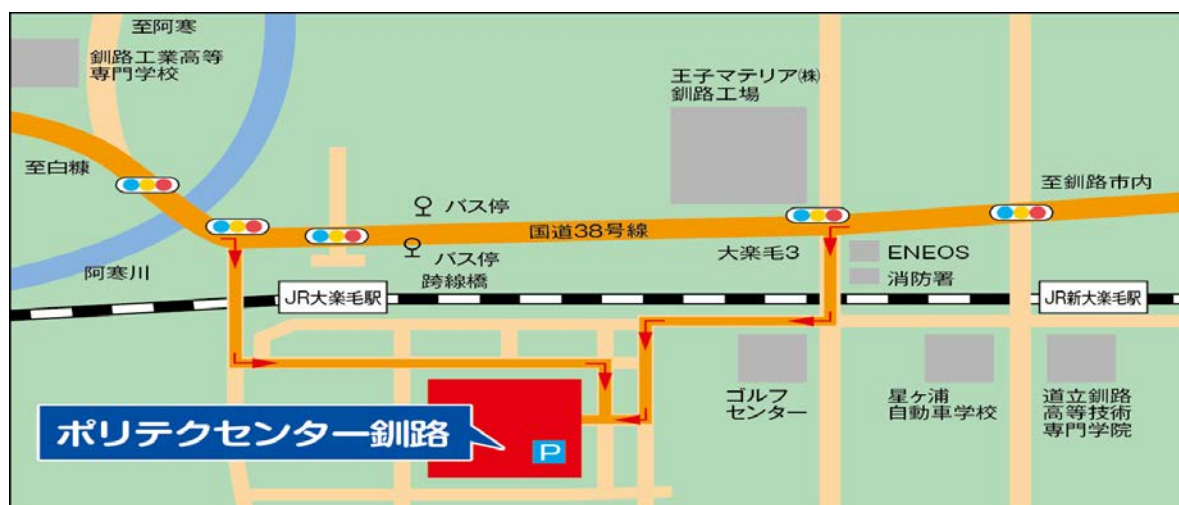 至阿寒
釧路工業高等
専門学校
王子マテリア㈱
釧路工場
至白糠
至釧路市内
バス停
国道38号線
大楽毛3
ENEOS
消防署
阿寒川
バス停
跨線橋
JR大楽毛駅
JR新大楽毛駅
ゴルフ
センター
星ヶ浦
自動車学校
道立釧路
高等技術
専門学院
ポリテクセンター釧路
P